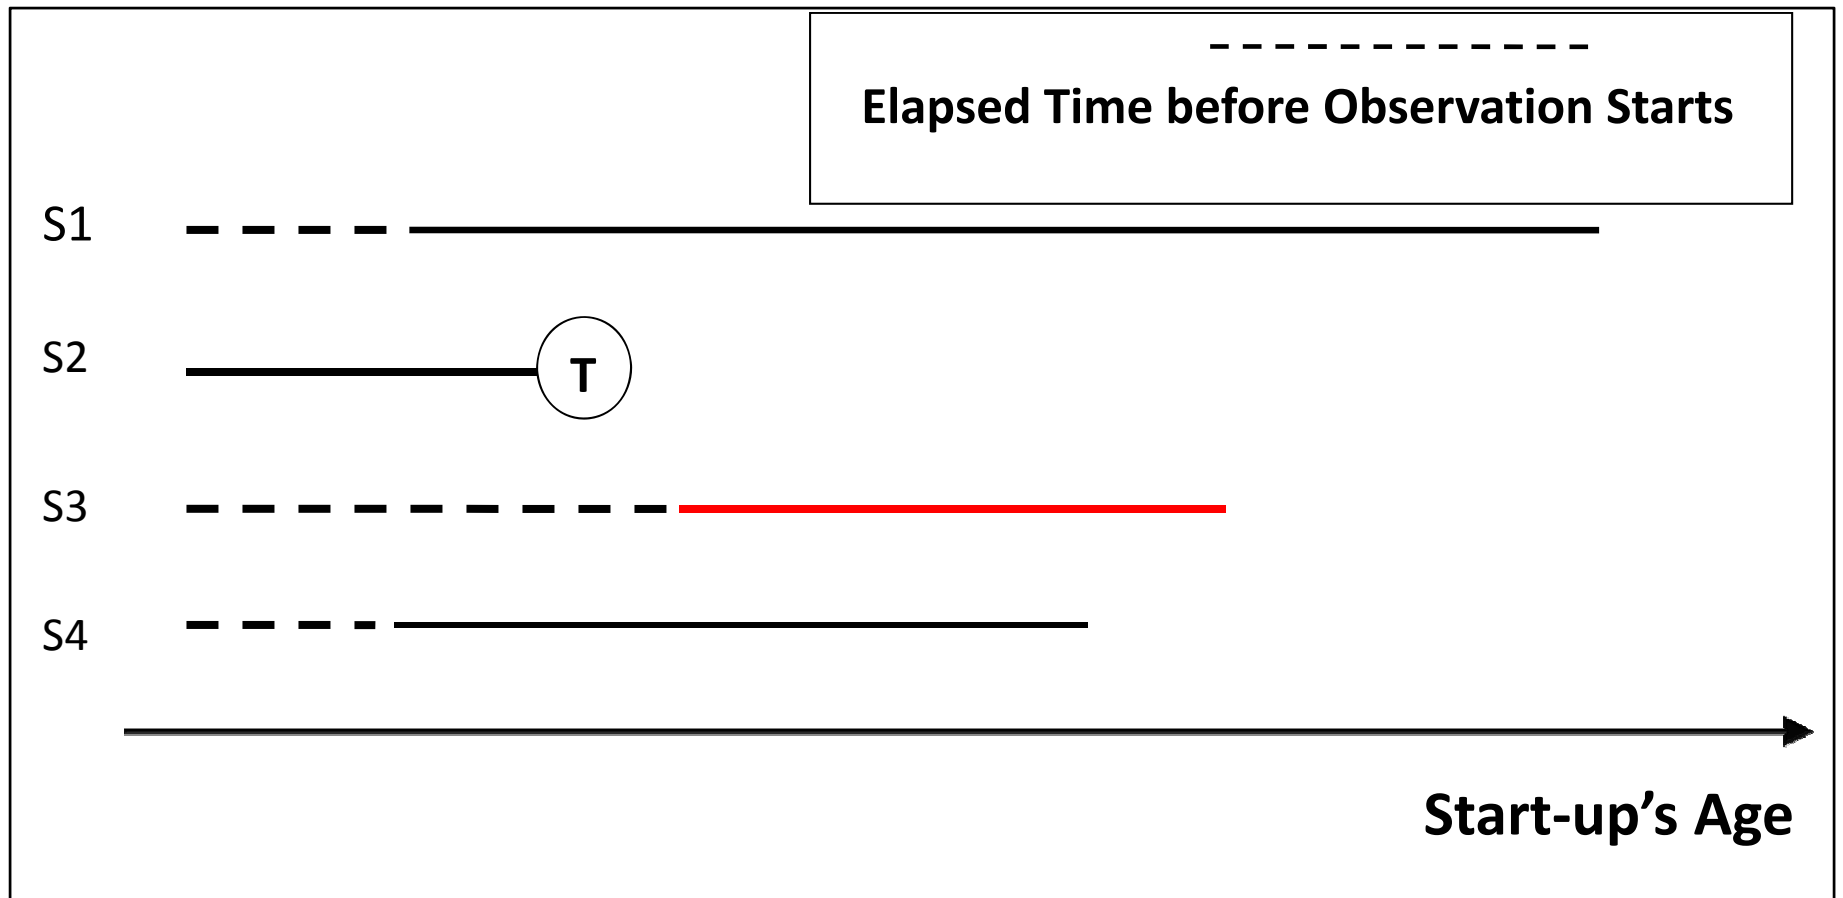 Elapsed Time before Observation Starts
S1
S2
T
S3
S4
Start-up’s Age